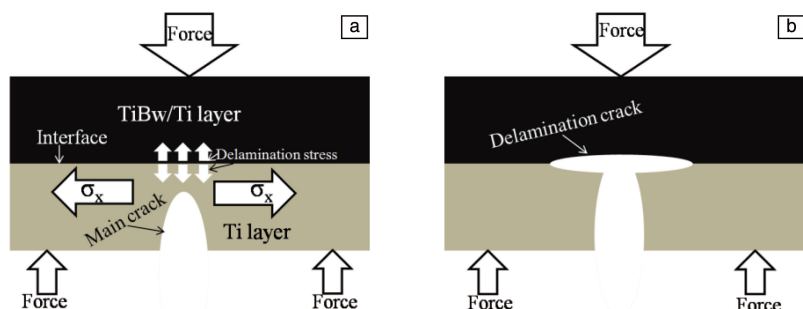 Force
a
TiBw/Ti layer
Interface
Delamination stress
σx
σx
Main crack
Ti layer
Force
Force
Force
b
Delamination crack
Force
Force